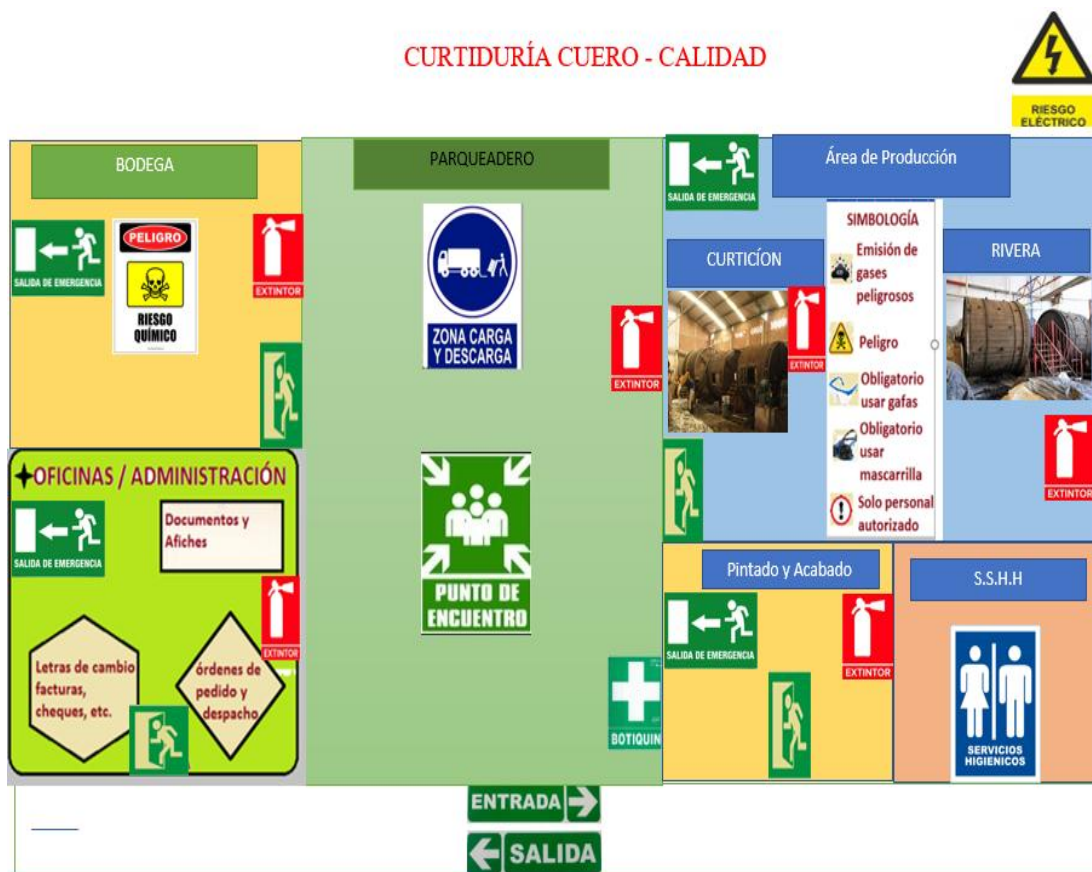 CURTIDURÍA CUERO - CALIDAD
RIESGO
ELÉCTRICO
BODEGA
SALIDA DE EMERGENCIA
PELIGRO
RIESGO
QUÍMICO
EXTINTOR
PARQUEADERO
ZONA CARGA
Y DESCARGA
EXTINTOR
PUNTO DE
ENCUENTRO
BOTIQUIN
SALIDA DE EMERGENCIA
Área de Producción
CURTICÍON
EXTINTOR
SIMBOLOGÍA
Emisión de
gases
peligrosos
Peligro
Obligatorio
usar gafas
Obligatorio
usar
mascarrilla
Solo personal
autorizado
RIVERA
EXTINTOR
OFICINAS / ADMINISTRACIÓN
SALIDA DE EMERGENCIA
Documentos y
Afiches
EXTINTOR
Letras de cambio
facturas,
cheques, etc.
órdenes de
pedido y
despacho
Pintado y Acabado
SALIDA DE EMERGENCIA
EXTINTOR
S.S.H.H
SERVICIOS
HIGIENICOS
ENTRADA
SALIDA